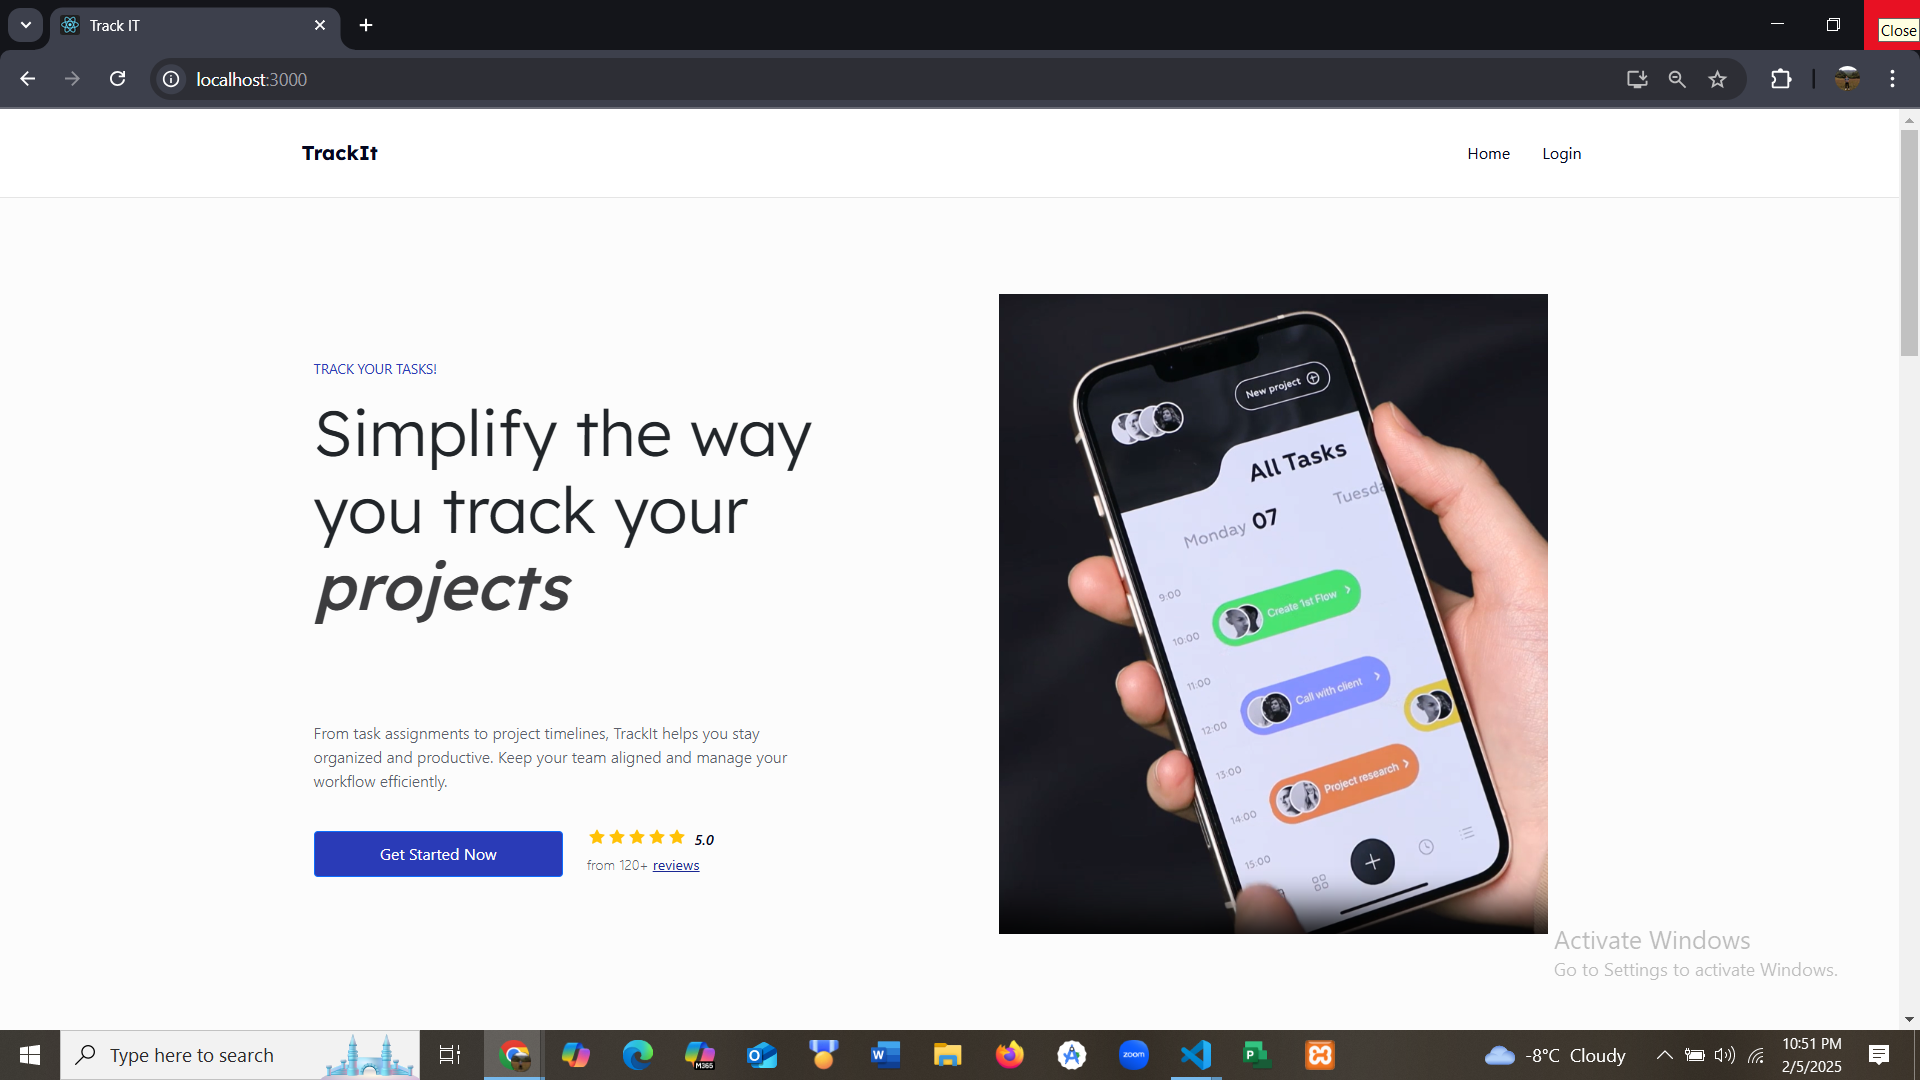 Track IT
Close
localhost:3000
TrackIt
Home
Login
TRACK YOUR TASKS!
Simplify the way
you track your
projects
From task assignments to project timelines, TrackIt helps you stay
organized and productive. Keep your team aligned and manage your
workflow efficiently.
Get Started Now
5.0
from 120+ reviews
New project
All Tasks
Monday 07
Tuesda
9:00
Create 1st Flow
10:00
11:00
Call with client
12:00
13:00
Project research
14:00
15:00
Activate Windows
Go to Settings to activate Windows.
Type here to search
M365
zoom
-8°C Cloudy
10:51 PM
2/5/2025